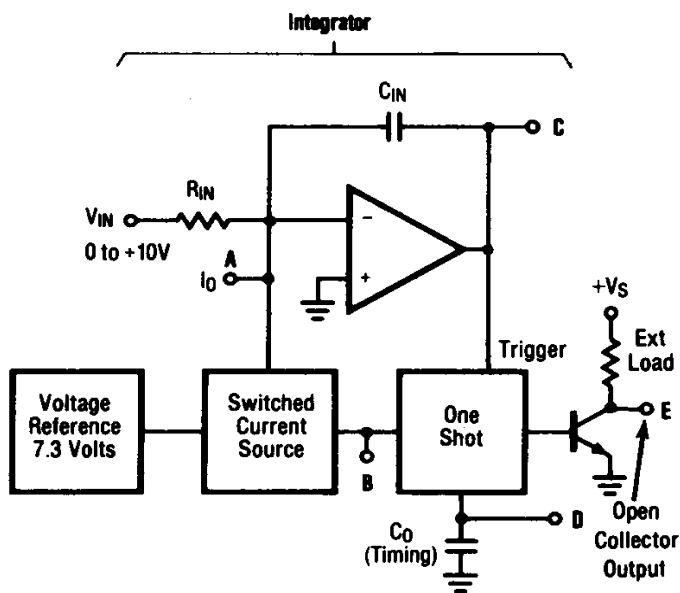 Integrator
CIN
C
RIN
VIN
0 to +10V
A
IO
−
+
+VS
Ext
Load
Trigger
Voltage
Reference
7.3 Volts
Switched
Current
Source
One
Shot
E
B
D
CO
(Timing)
Open
Collector
Output